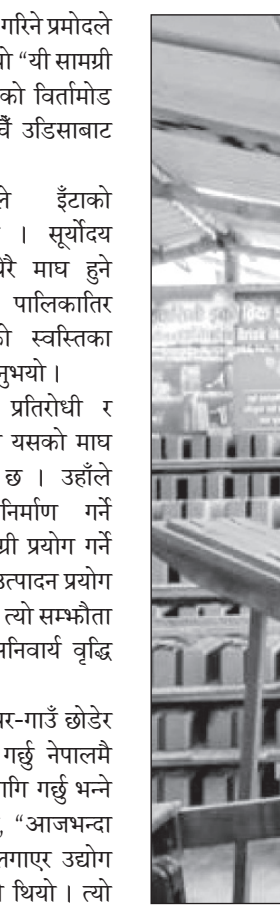 गरिने प्रमोदले
यो “यी सामग्री
को विर्तामोड
उडिसाबाट
ले इँटाको
। सूर्योदय
धेरै माघ हुने
पालिकातिर
स्वस्तिका
नुभयो ।
प्रतिरोधी र
यसको माघ
छ । उहाँले
निर्माण गर्ने
ग्री प्रयोग गर्ने
उत्पादन प्रयोग
त्यो सम्झौता
अनिवार्य वृद्धि
घर-गाउँ छोडेर
गर्छु नेपालमै
गर्छु भन्ने
, “आजभन्दा
लगाएर उद्योग
थियो । त्यो